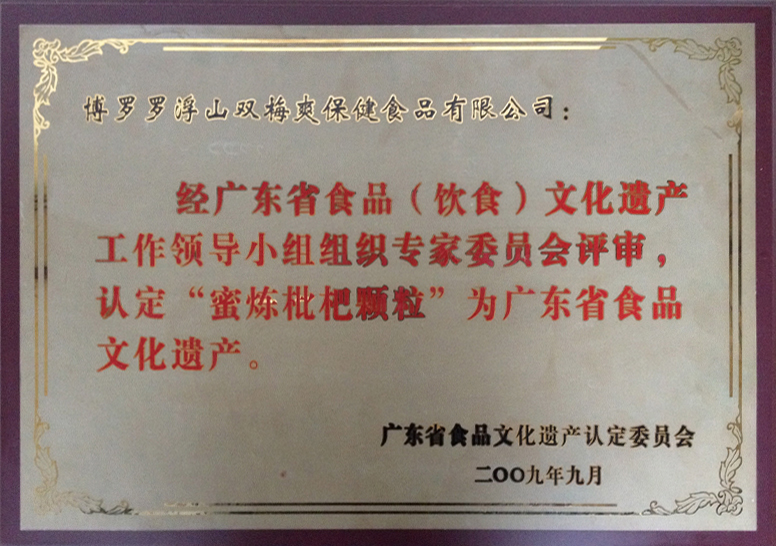 博罗罗浮山双梅爽保健食品有限公司：
经广东省食品（饮食）文化遗产
工作领导小组组织专家委员会评审，
认定“蜜炼枇杷颗粒”为广东省食品
文化遗产。
广东省食品文化遗产认定委员会
二〇〇九年九月